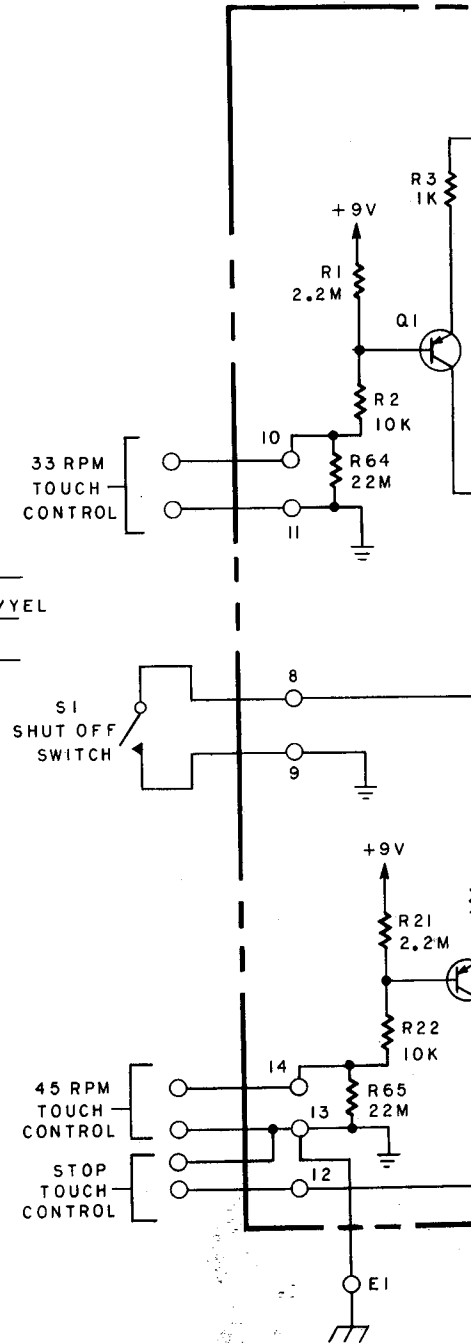 R3
1K
+9V
R1
2.2M
Q1
R2
10K
10
33 RPM
TOUCH
CONTROL
R64
22M
11
/YEL
8
S1
SHUT OFF
SWITCH
9
+9V
R21
2.2M
R22
10K
14
45 RPM
TOUCH
CONTROL
R65
22M
13
STOP
TOUCH
CONTROL
12
E1